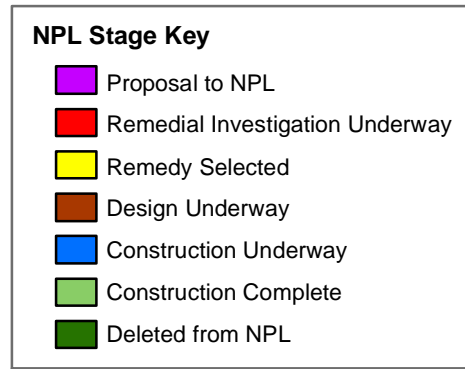 NPL Stage Key
Proposal to NPL
Remedial Investigation Underway
Remedy Selected
Design Underway
Construction Underway
Construction Complete
Deleted from NPL